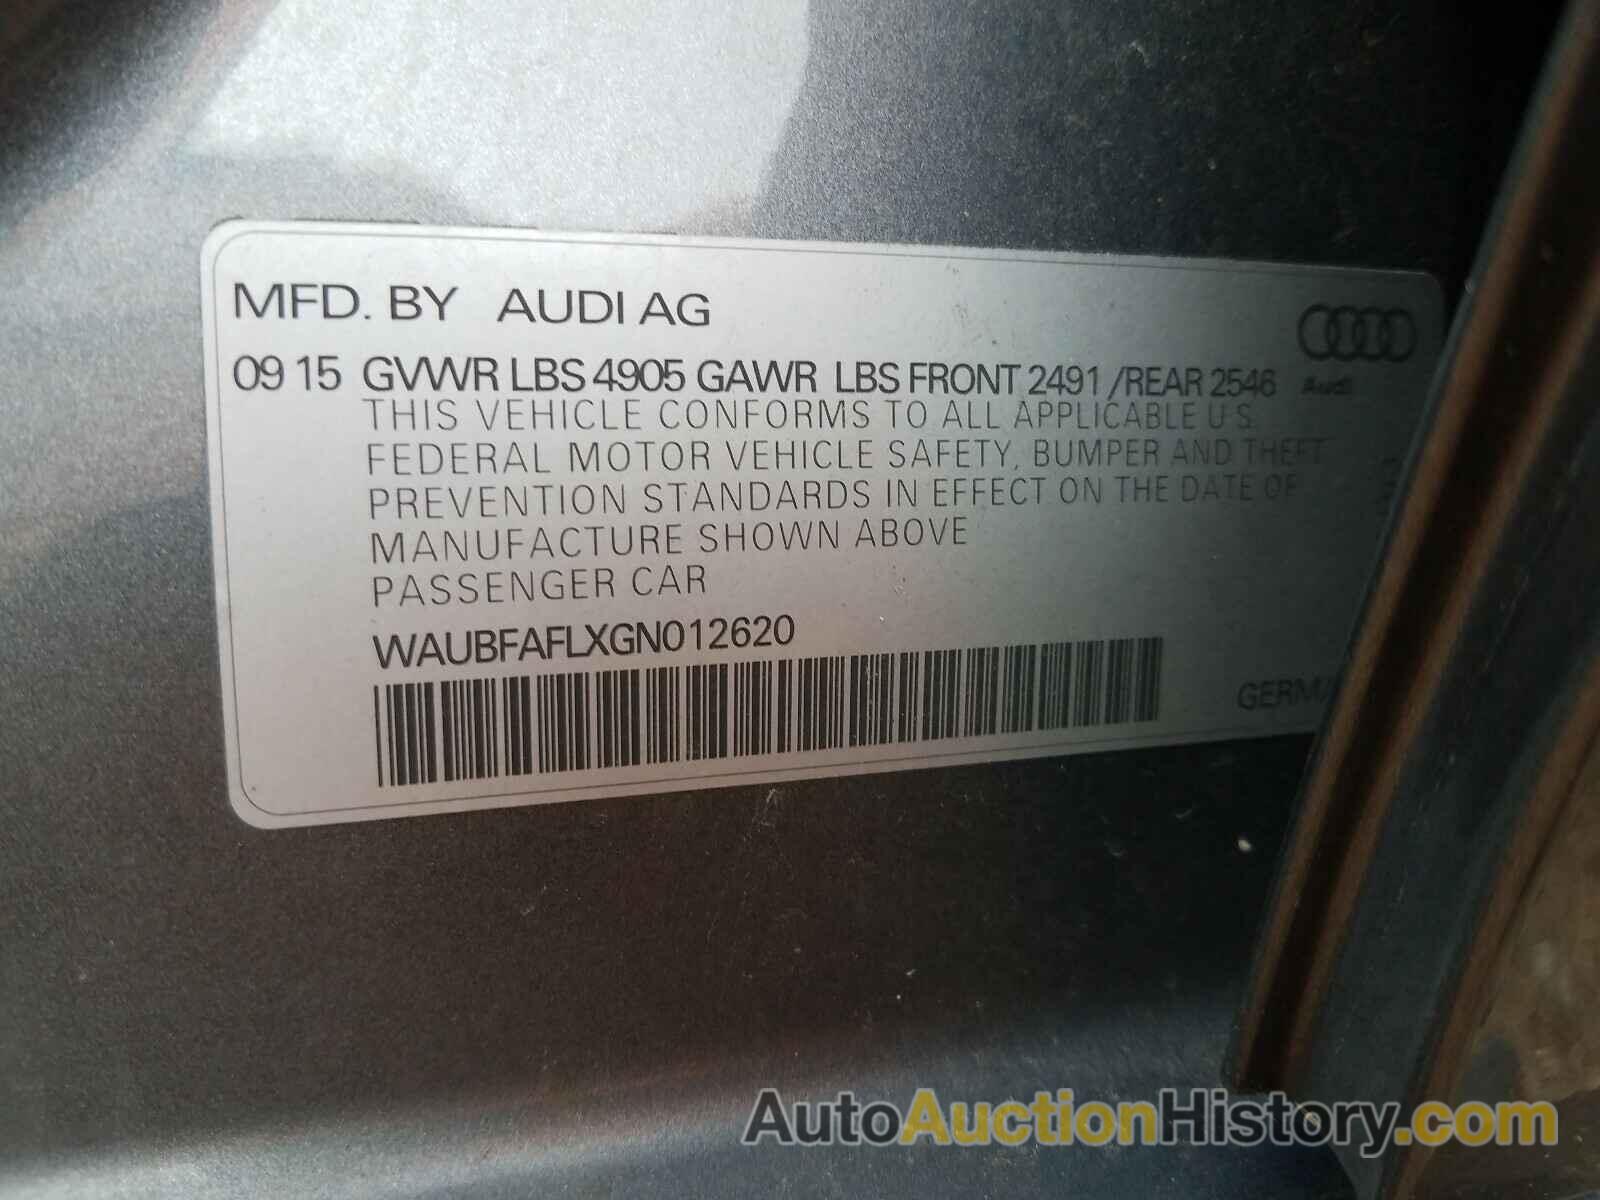 MFD. BY AUDI AG
09 15 GVWR LBS 4905 GAWR LBS FRONT 2491 /REAR 2546
Audi
THIS VEHICLE CONFORMS TO ALL APPLICABLE U.S.
FEDERAL MOTOR VEHICLE SAFETY, BUMPER AND THEFT
PREVENTION STANDARDS IN EFFECT ON THE DATE OF
MANUFACTURE SHOWN ABOVE
PASSENGER CAR
WAUBFAFLXGN012620
AutoAuctionHistory.com